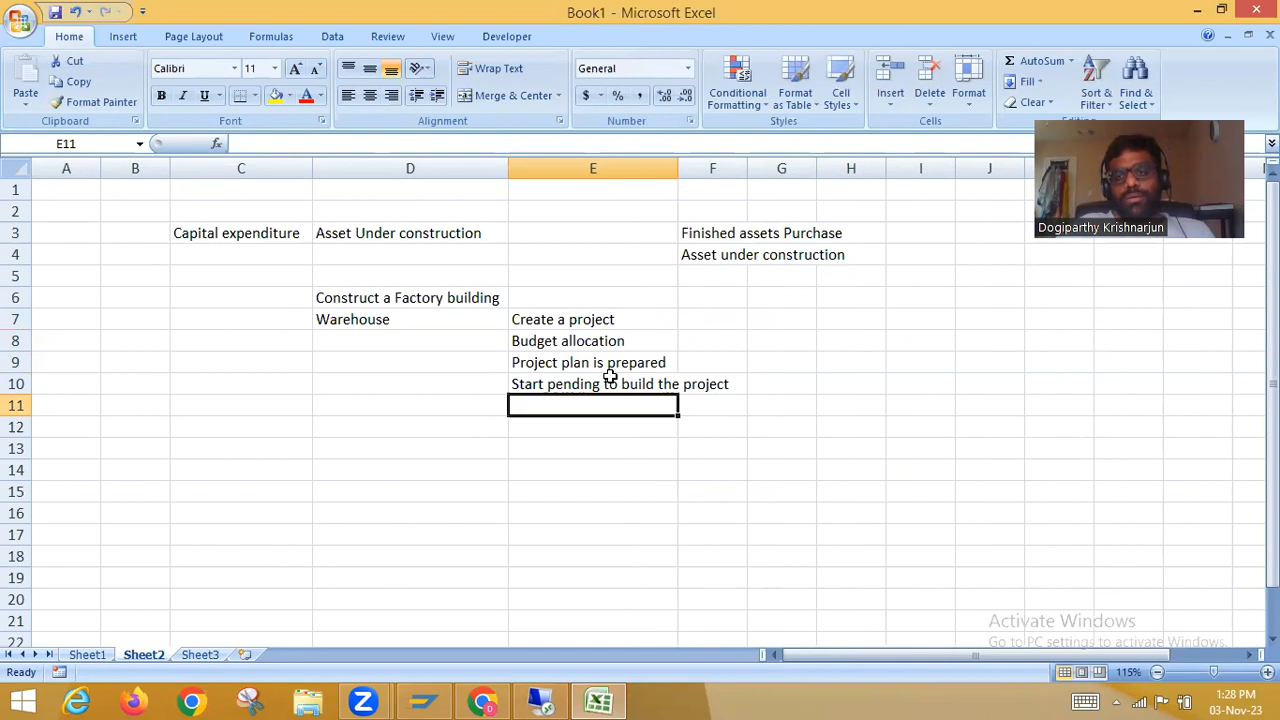 Book1 - Microsoft Excel
Home Insert Page Layout Formulas Data Review View Developer
Paste Cut Calibri 11 Wrap Text General Conditional Formatting Format as Table Cell Styles Insert Delete Format AutoSum Sort & Filter Find & Select
Copy Fill
Format Painter B I U A Merge & Center $ % , Clear
Clipboard Font Alignment Number Styles Cells Editing
E11 fx
A B C D E F G H I J
1
2
3 Capital expenditure Asset Under construction Finished assets Purchase
4 Asset under construction
5
6 Construct a Factory building
7 Warehouse Create a project
8 Budget allocation
9 Project plan is prepared
10 Start pending to build the project
11
12
13
14
15
16
17
18
19
20
21
22
Dogiparthy Krishnarjun
Activate Windows
Go to PC settings to activate Windows.
Sheet1 Sheet2 Sheet3
Ready 115%
1:28 PM
03-Nov-23